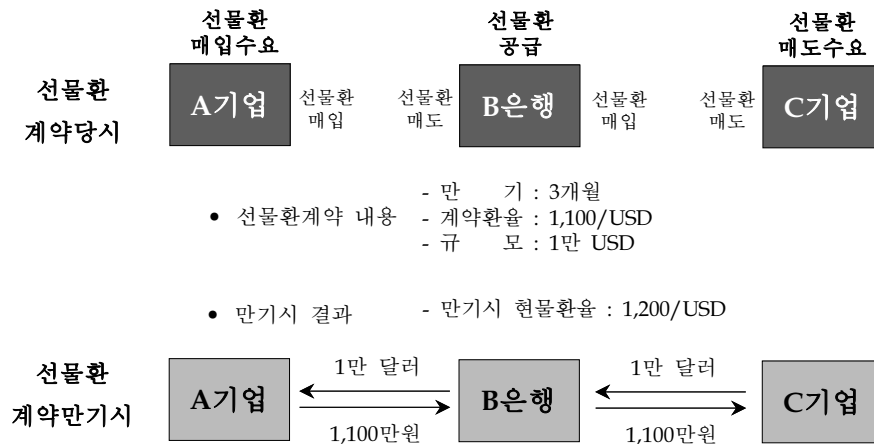 선물환 선물환 선물환
매입수요 공급 매도수요
선물환
계약당시
A기업
선물환
매입
선물환
매도
B은행
선물환
매입
선물환
매도
C기업
• 선물환계약 내용
- 만 기 : 3개월
- 계약환율 : 1,100/USD
- 규 모 : 1만 USD
• 만기시 결과 - 만기시 현물환율 : 1,200/USD
선물환
계약만기시
A기업
1만 달러
1,100만원
B은행
1만 달러
1,100만원
C기업